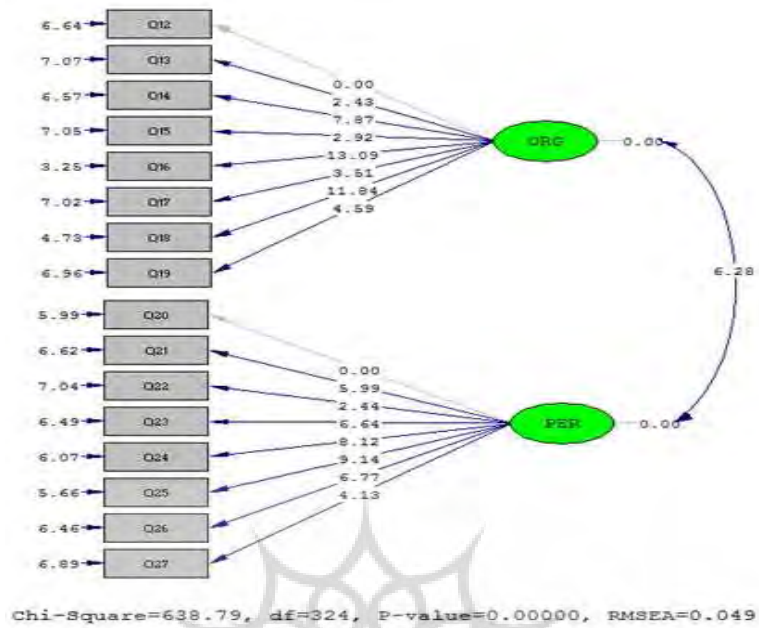 6.64 Q12
7.07 Q13
6.57 Q14
7.05 Q15
3.25 Q16
7.02 Q17
4.73 Q18
6.96 Q19
0.00
2.43
7.87
2.92
13.09
3.51
11.84
4.59
ORG 0.00
6.28
5.99 Q20
6.62 Q21
7.04 Q22
6.49 Q23
6.07 Q24
5.66 Q25
6.46 Q26
6.89 Q27
0.00
5.99
2.44
6.64
8.12
9.14
6.77
4.13
PER 0.00
Chi-Square=638.79, df=324, P-value=0.00000, RMSEA=0.049